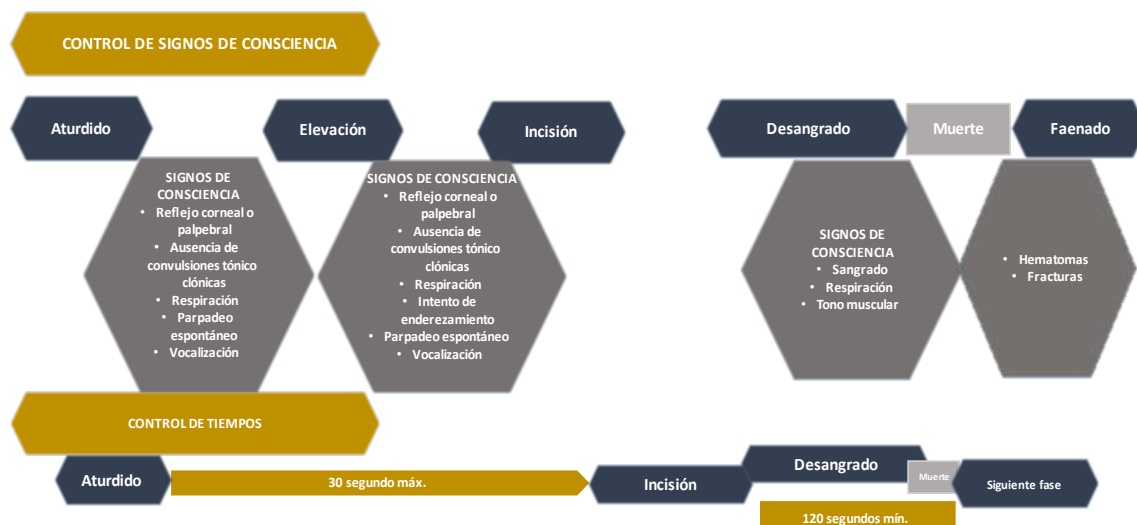 CONTROL DE SIGNOS DE CONSCIENCIA
Aturdido
Elevación
Incisión
Desangrado
Muerte
Faenado
SIGNOS DE
CONSCIENCIA
• Reflejo corneal o
palpebral
• Ausencia de
convulsiones tónico
clónicas
• Respiración
• Parpadeo
espontáneo
• Vocalización
SIGNOS DE CONSCIENCIA
• Reflejo corneal o
palpebral
• Ausencia de
convulsiones tónico
clónicas
• Respiración
• Intento de
enderezamiento
• Parpadeo espontáneo
• Vocalización
SIGNOS DE
CONSCIENCIA
• Sangrado
• Respiración
• Tono muscular
• Hematomas
• Fracturas
CONTROL DE TIEMPOS
Aturdido
30 segundo máx.
Incisión
Desangrado
Muerte
Siguiente fase
120 segundos mín.